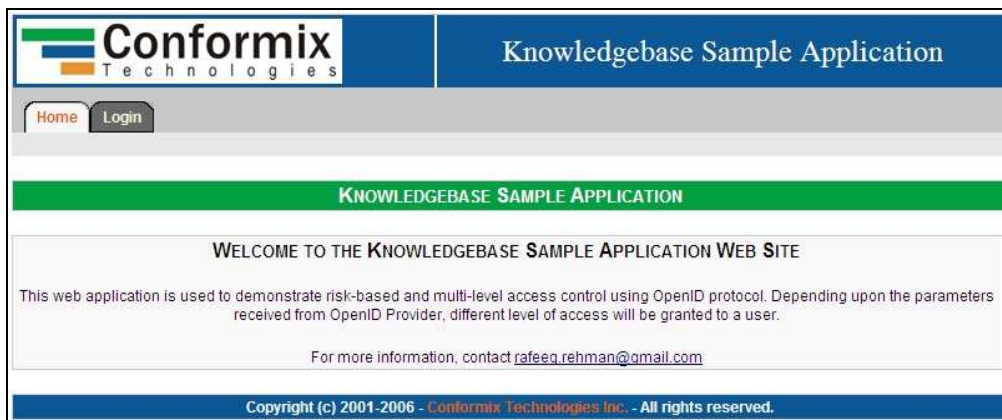 Conformix
Technologies
Knowledgebase Sample Application
Home Login
KNOWLEDGEBASE SAMPLE APPLICATION
WELCOME TO THE KNOWLEDGEBASE SAMPLE APPLICATION WEB SITE
This web application is used to demonstrate risk-based and multi-level access control using OpenID protocol. Depending upon the parameters
received from OpenID Provider, different level of access will be granted to a user.
For more information, contact rafeeq.rehman@gmail.com
Copyright (c) 2001-2006 - Conformix Technologies Inc. - All rights reserved.